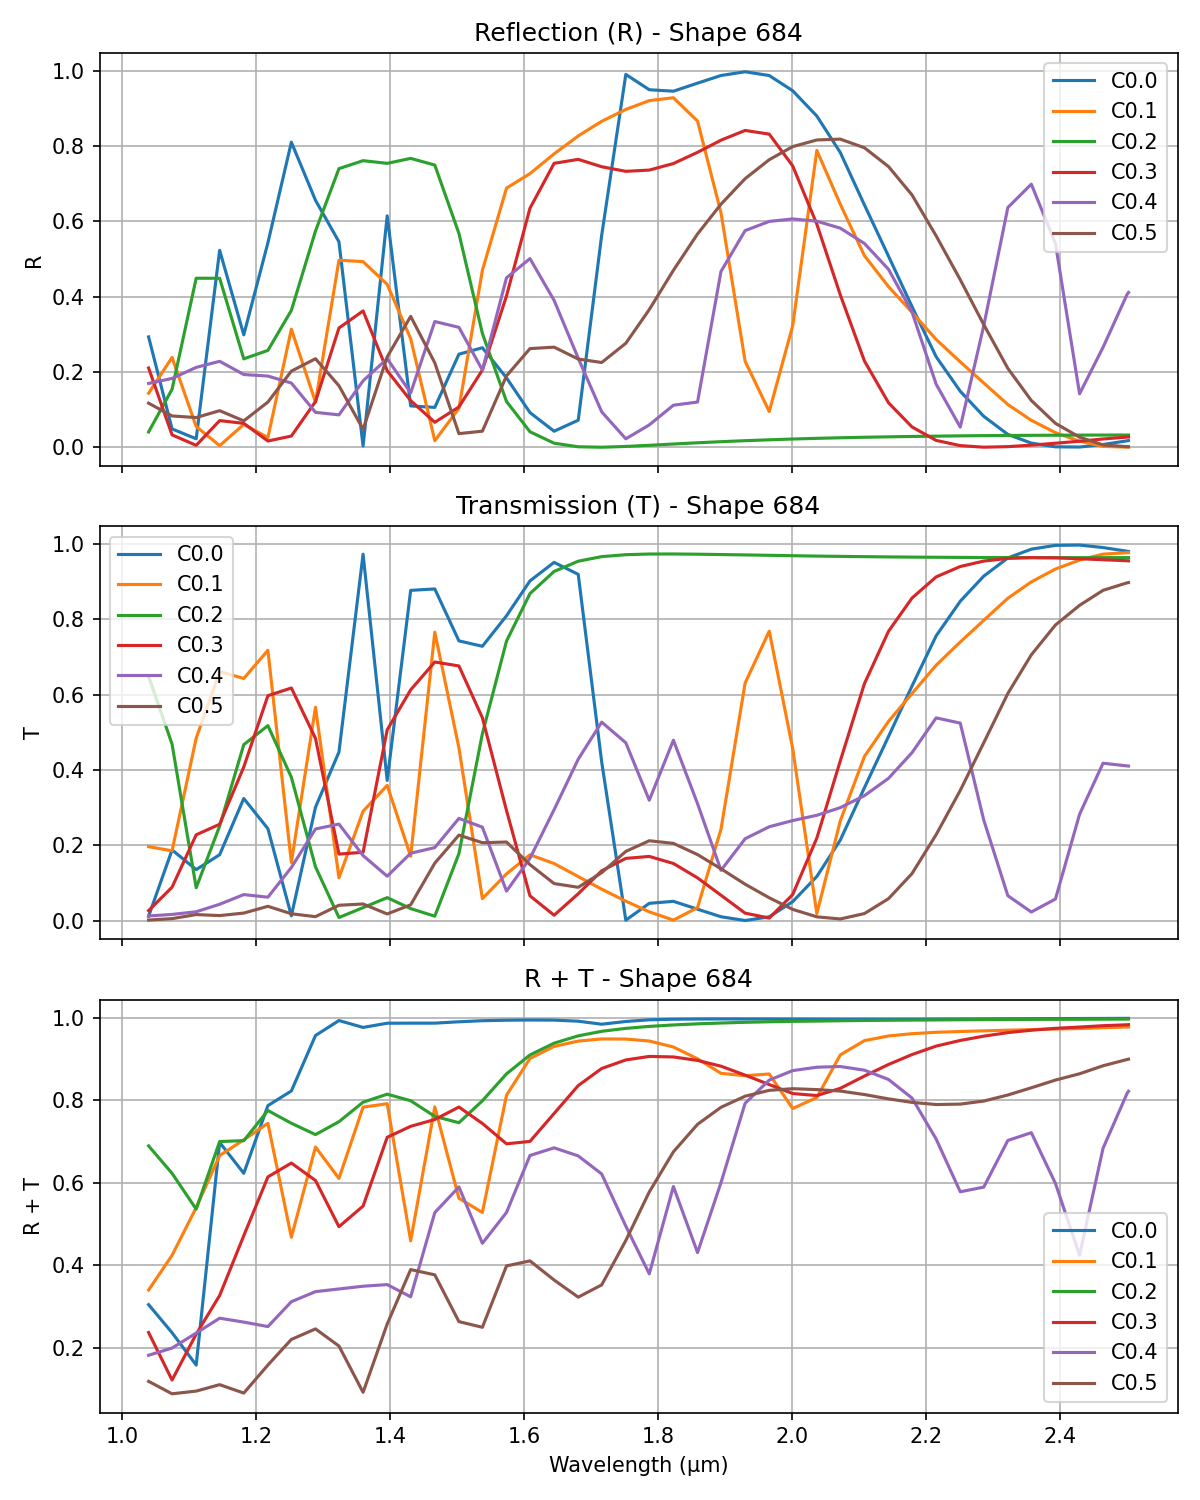 Reflection (R) - Shape 684
1.0
0.8
0.6
0.4
0.2
0.0
R
C0.0
C0.1
C0.2
C0.3
C0.4
C0.5
Transmission (T) - Shape 684
1.0
0.8
0.6
0.4
0.2
0.0
T
C0.0
C0.1
C0.2
C0.3
C0.4
C0.5
R + T - Shape 684
1.0
0.8
0.6
0.4
0.2
R + T
C0.0
C0.1
C0.2
C0.3
C0.4
C0.5
1.0 1.2 1.4 1.6 1.8 2.0 2.2 2.4
Wavelength (μm)